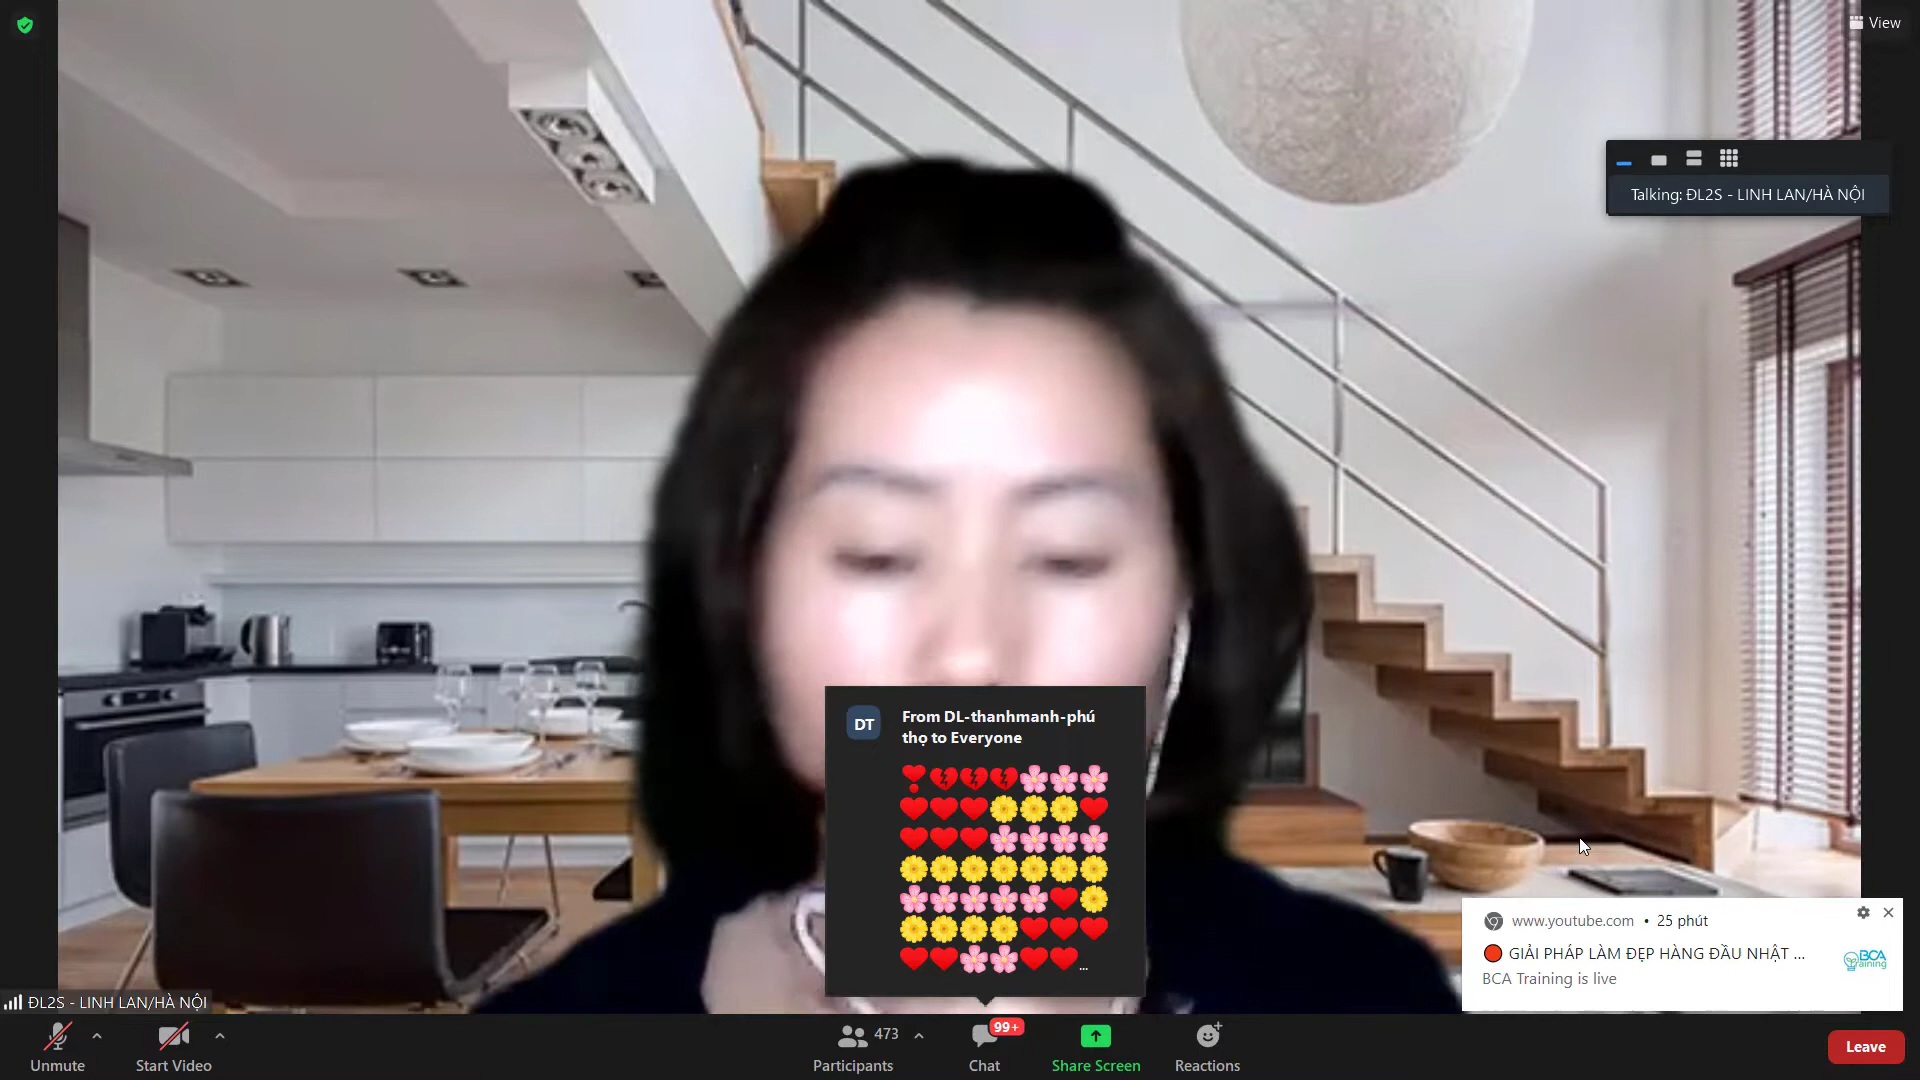 View
Talking: ĐL2S - LINH LAN/HÀ NỘI
DT
From DL-thanhmanh-phú
thọ to Everyone
...
www.youtube.com • 25 phút
GIẢI PHÁP LÀM ĐẸP HÀNG ĐẦU NHẬT ...
BCA Training is live
BCA
Training
ĐL2S - LINH LAN/HÀ NỘI
Unmute
Start Video
473
Participants
99+
Chat
Share Screen
Reactions
Leave